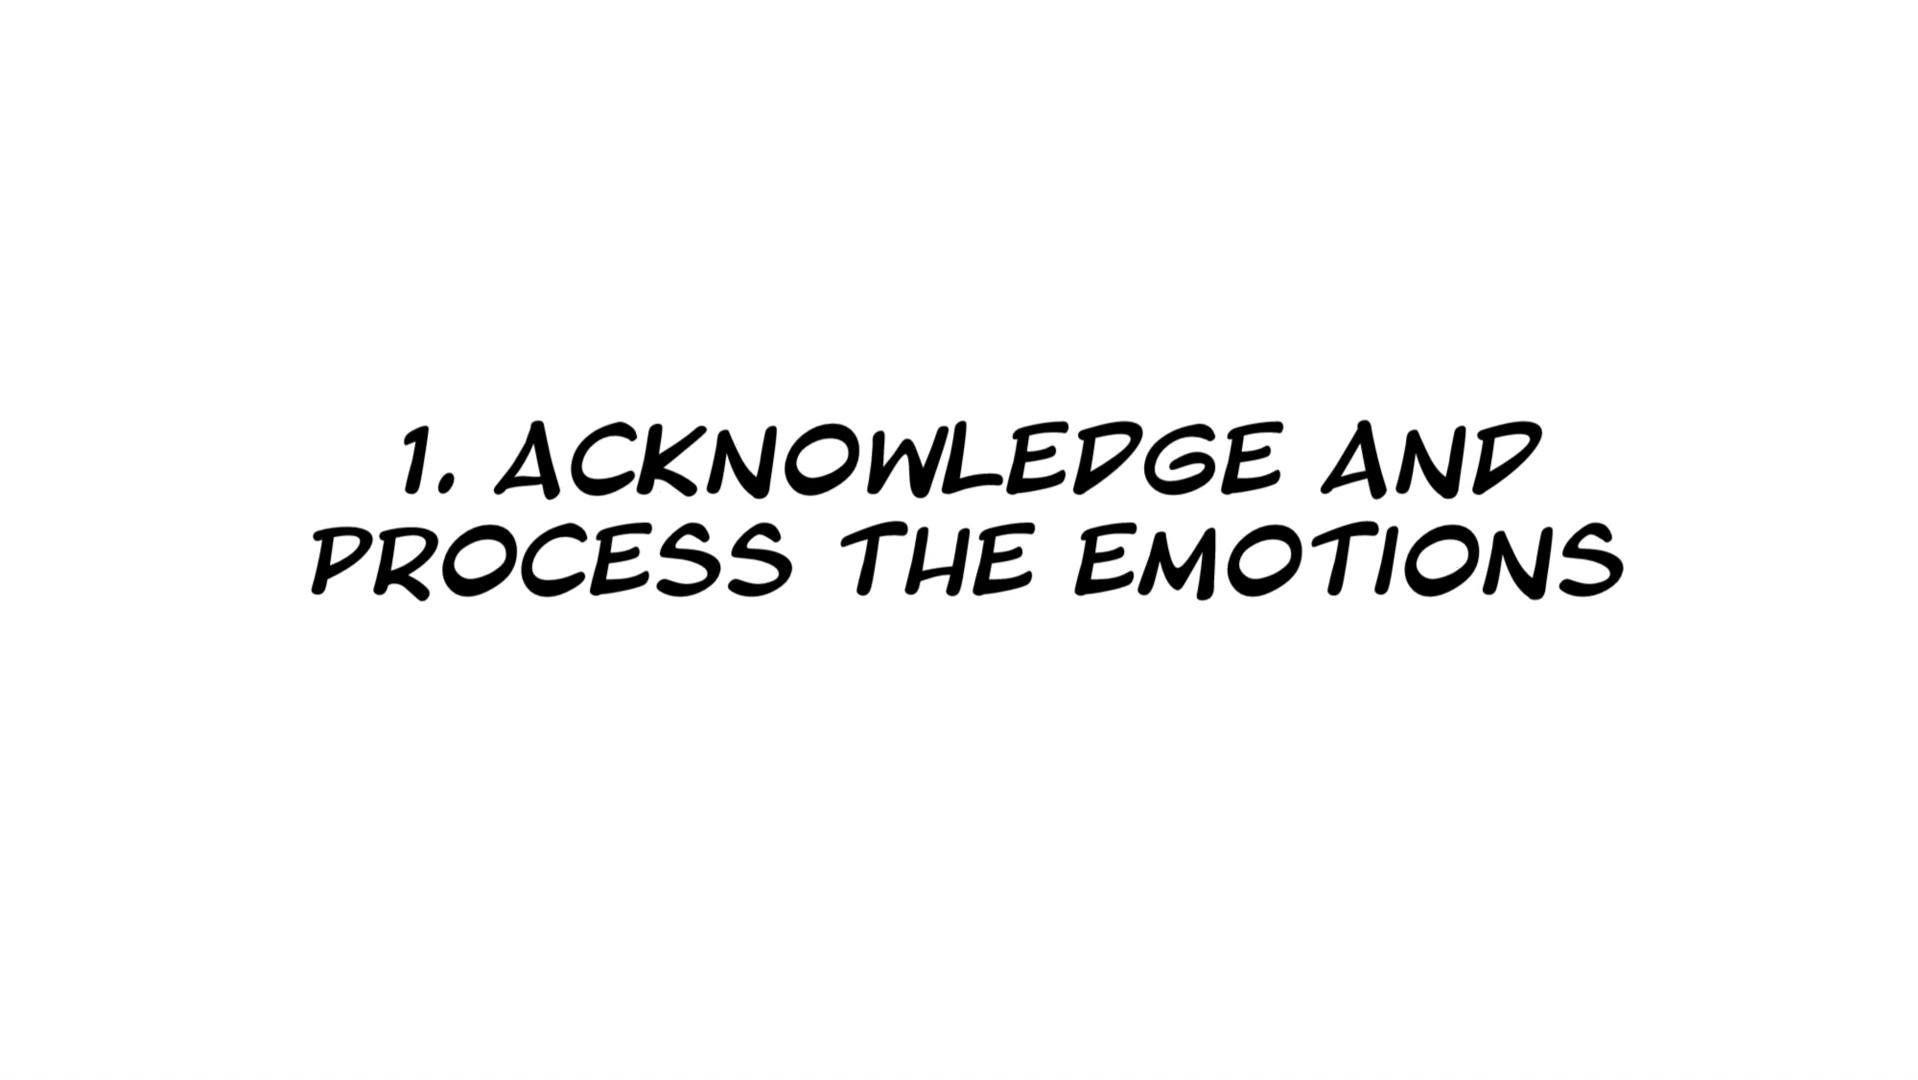 1. ACKNOWLEDGE AND
PROCESS THE EMOTIONS